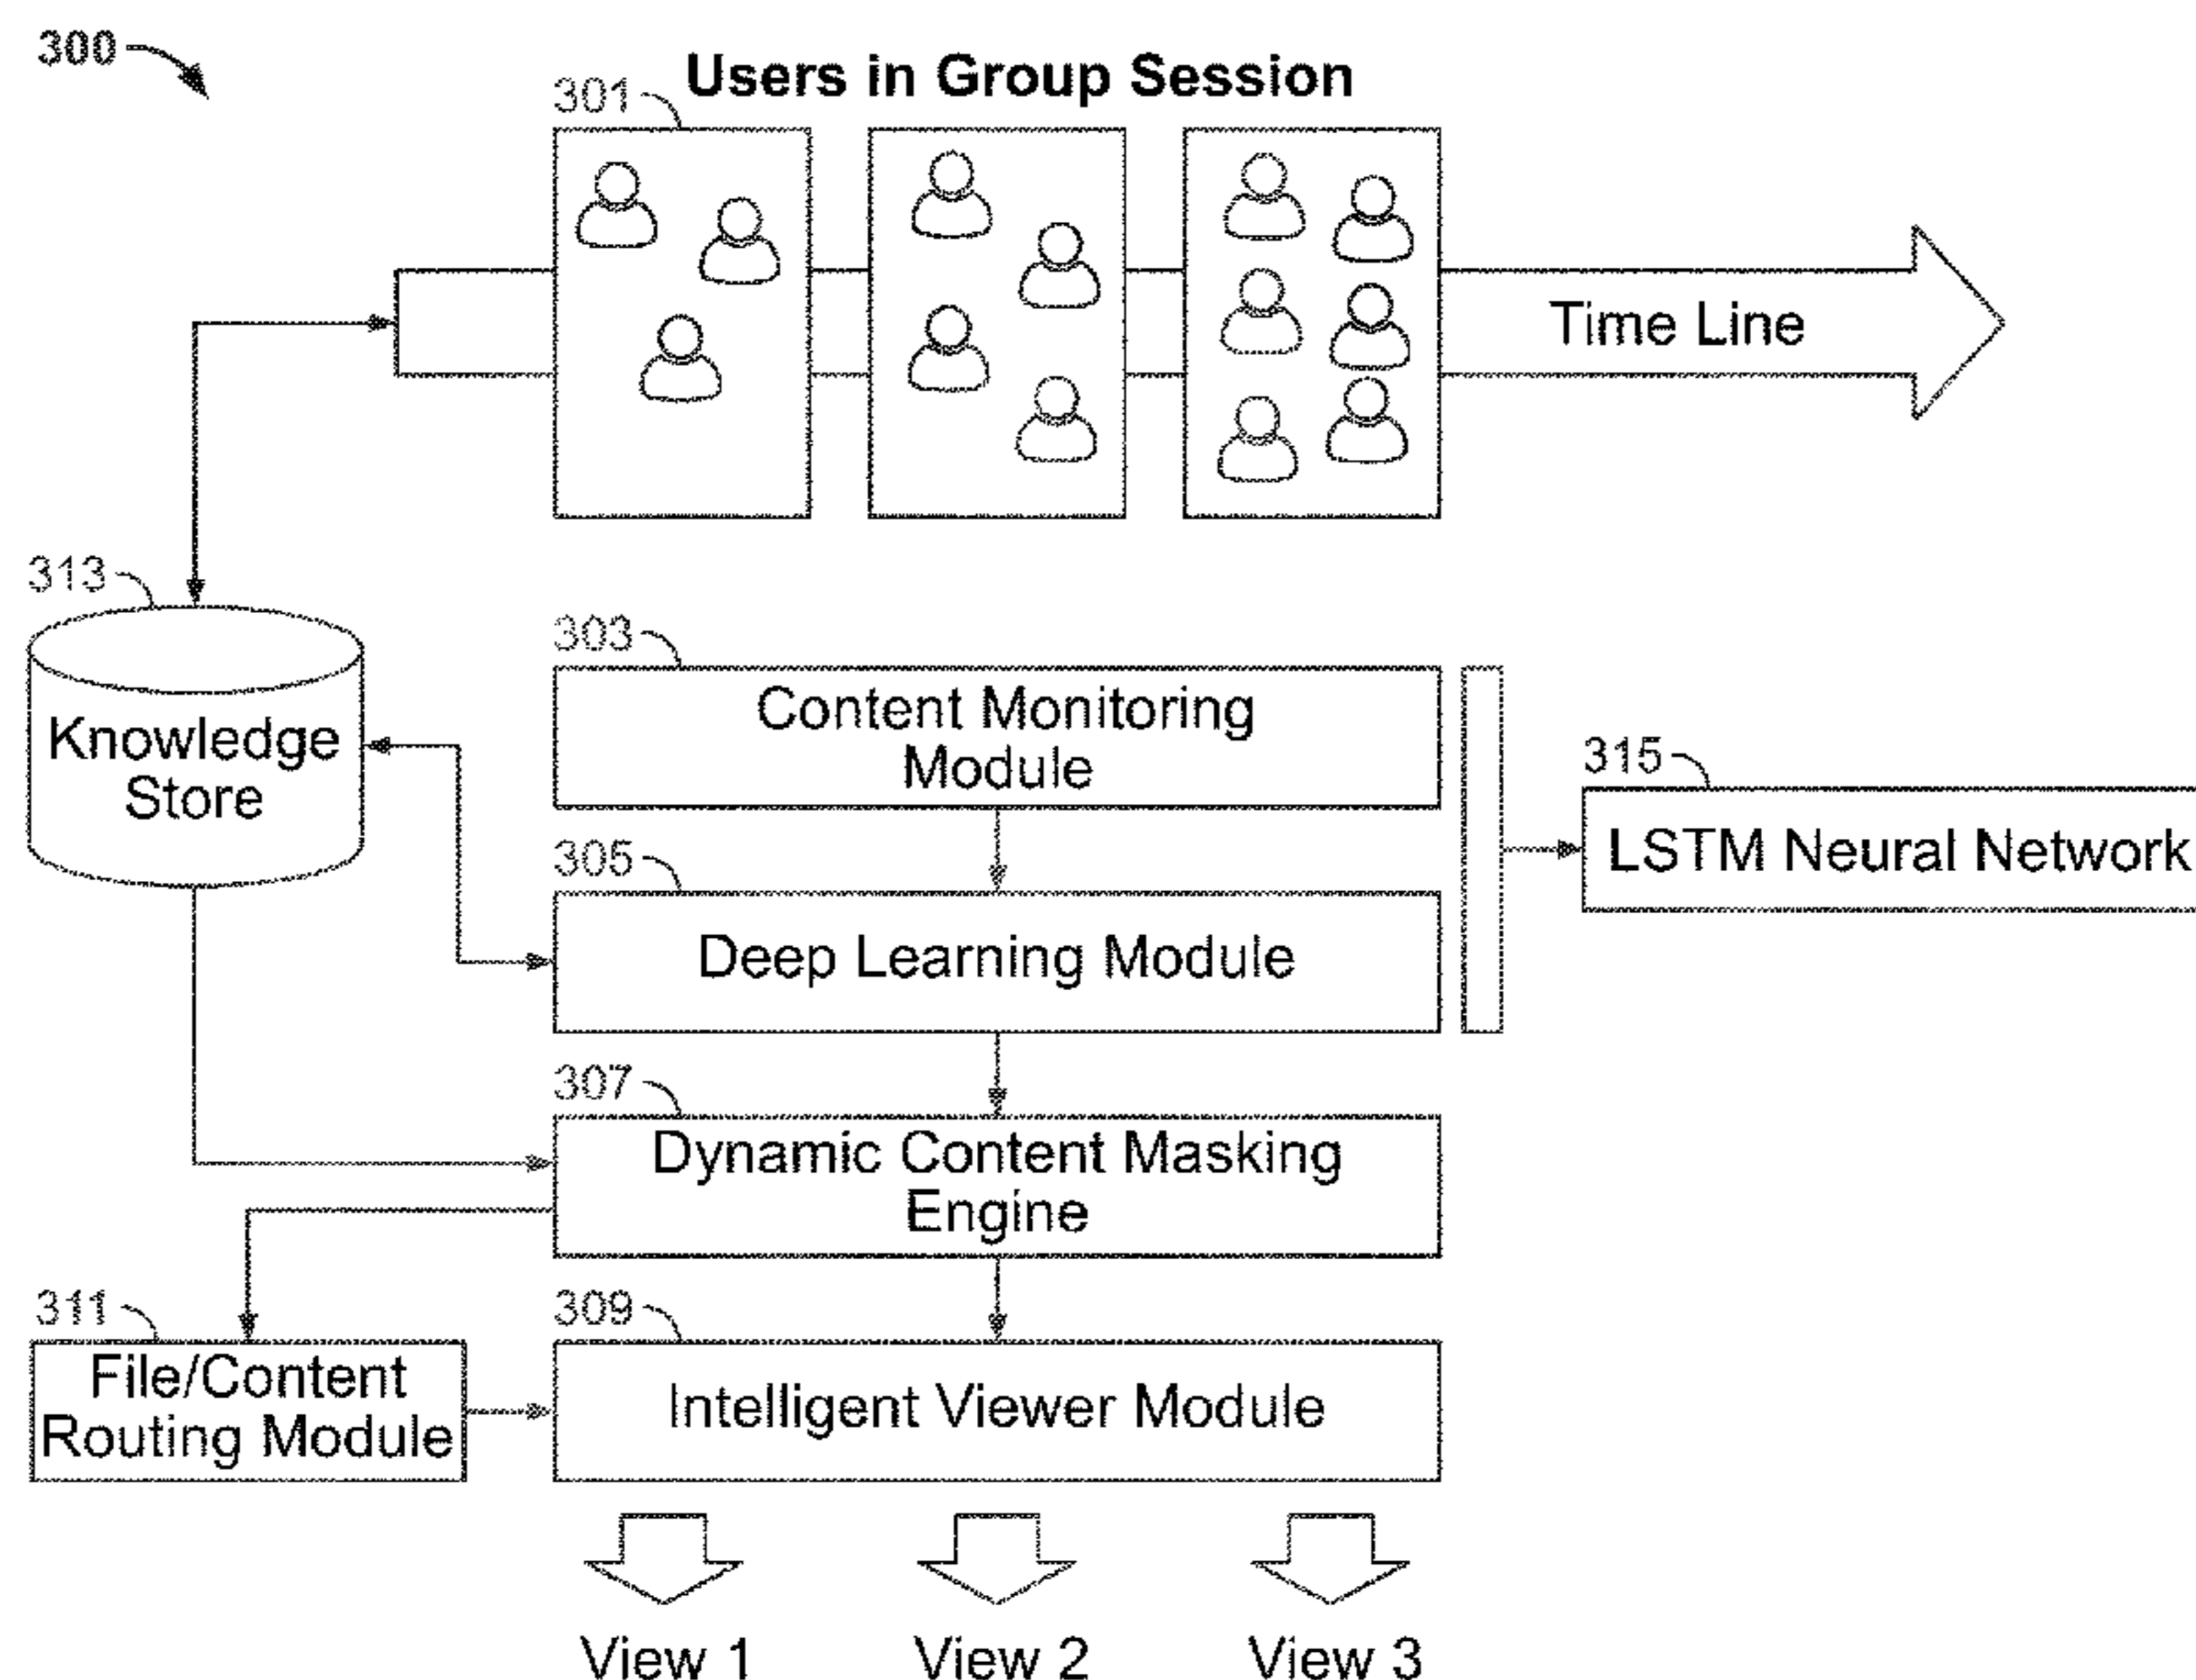 300
Users in Group Session
301
Time Line
313
Knowledge
Store
303
Content Monitoring
Module
315
LSTM Neural Network
305
Deep Learning Module
307
Dynamic Content Masking
Engine
311
File/Content
Routing Module
309
Intelligent Viewer Module
View 1
View 2
View 3